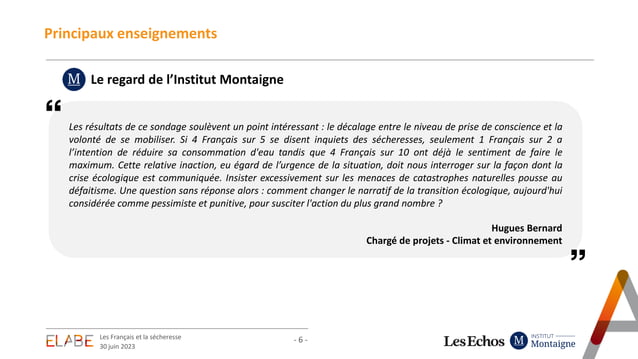 Principaux enseignements
M Le regard de l’Institut Montaigne
“
Les résultats de ce sondage soulèvent un point intéressant : le décalage entre le niveau de prise de conscience et la
volonté de se mobiliser. Si 4 Français sur 5 se disent inquiets des sécheresses, seulement 1 Français sur 2 a
l’intention de réduire sa consommation d'eau tandis que 4 Français sur 10 ont déjà le sentiment de faire le
maximum. Cette relative inaction, eu égard de l’urgence de la situation, doit nous interroger sur la façon dont la
crise écologique est communiquée. Insister excessivement sur les menaces de catastrophes naturelles pousse au
défaitisme. Une question sans réponse alors : comment changer le narratif de la transition écologique, aujourd'hui
considérée comme pessimiste et punitive, pour susciter l'action du plus grand nombre ?
Hugues Bernard
Chargé de projets - Climat et environnement
”
ELABE
Les Français et la sécheresse
30 juin 2023
- 6 -
Les Echos
M
INSTITUT
Montaigne